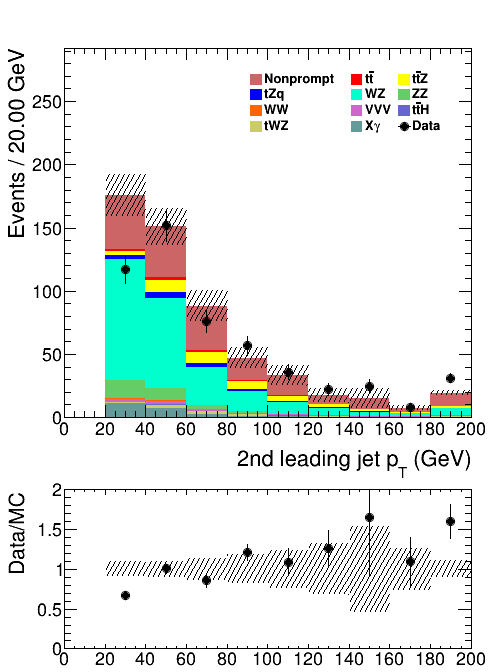 Events / 20.00 GeV
250
200
150
100
50
0
Nonprompt tt̄ tt̄Z
tZq WZ ZZ
WW VVV tt̄H
tWZ Xγ Data
0 20 40 60 80 100 120 140 160 180 200
2nd leading jet p_T (GeV)
Data/MC
2
1.5
1
0.5
0
0 20 40 60 80 100 120 140 160 180 200